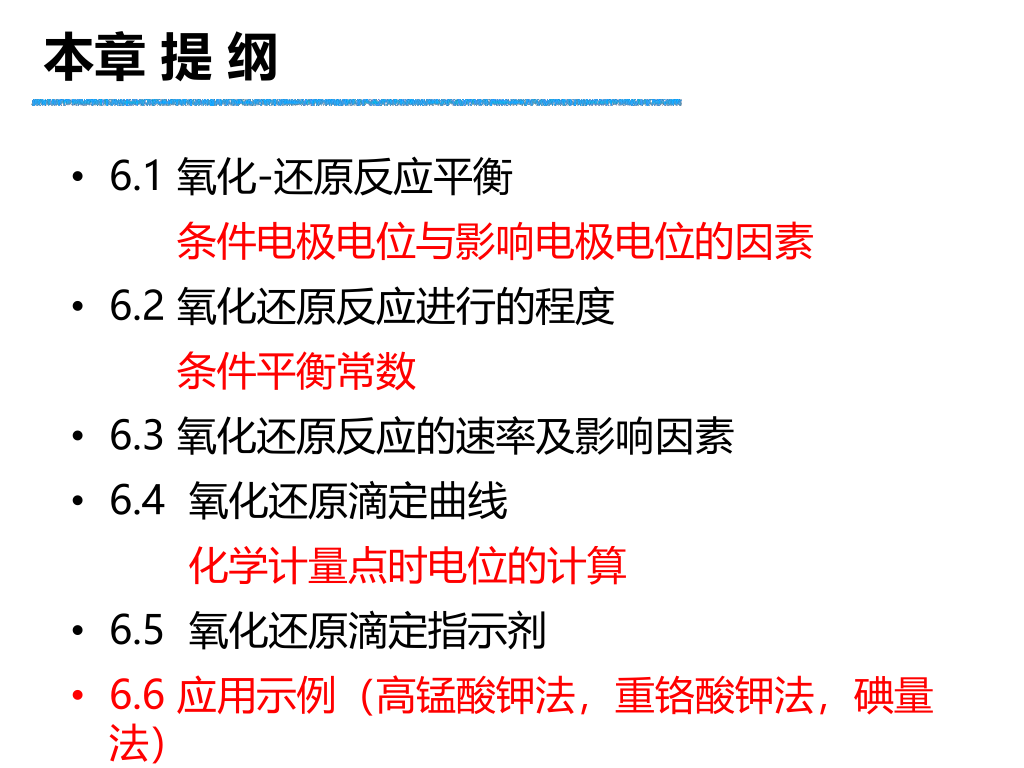 本章 提 纲
• 6.1 氧化-还原反应平衡
条件电极电位与影响电极电位的因素
• 6.2 氧化还原反应进行的程度
条件平衡常数
• 6.3 氧化还原反应的速率及影响因素
• 6.4 氧化还原滴定曲线
化学计量点时电位的计算
• 6.5 氧化还原滴定指示剂
• 6.6 应用示例（高锰酸钾法，重铬酸钾法，碘量
法）